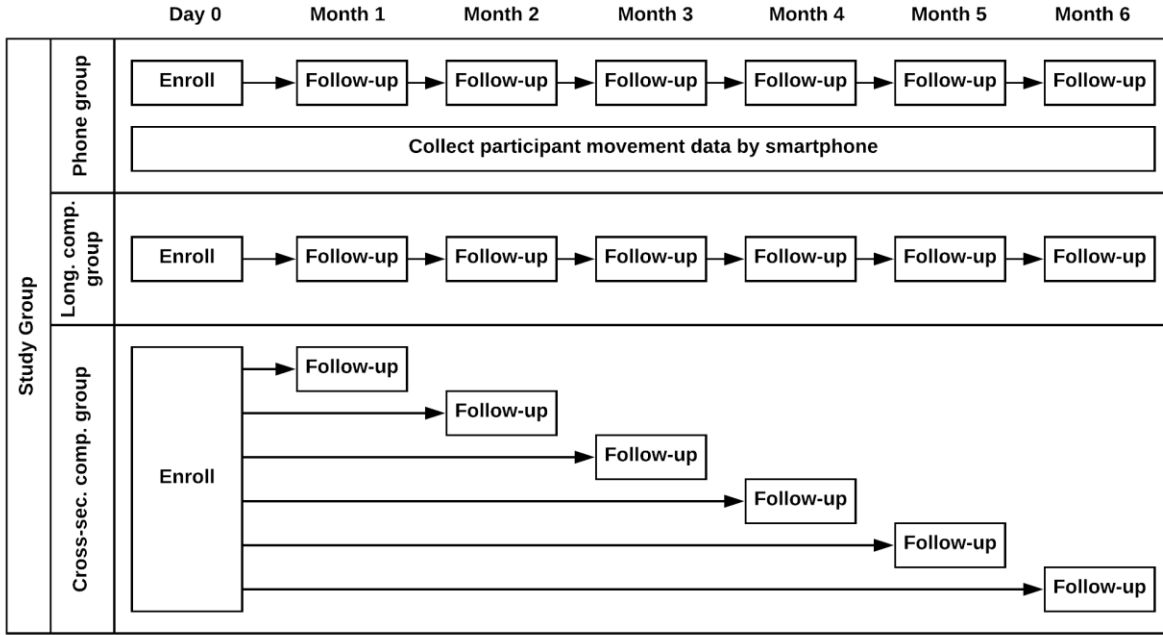 Day 0 Month 1 Month 2 Month 3 Month 4 Month 5 Month 6
Study Group
Phone group
Enroll Follow-up Follow-up Follow-up Follow-up Follow-up Follow-up
Collect participant movement data by smartphone
Long. comp.
group
Enroll Follow-up Follow-up Follow-up Follow-up Follow-up Follow-up
Cross-sec. comp. group
Enroll
Follow-up
Follow-up
Follow-up
Follow-up
Follow-up
Follow-up